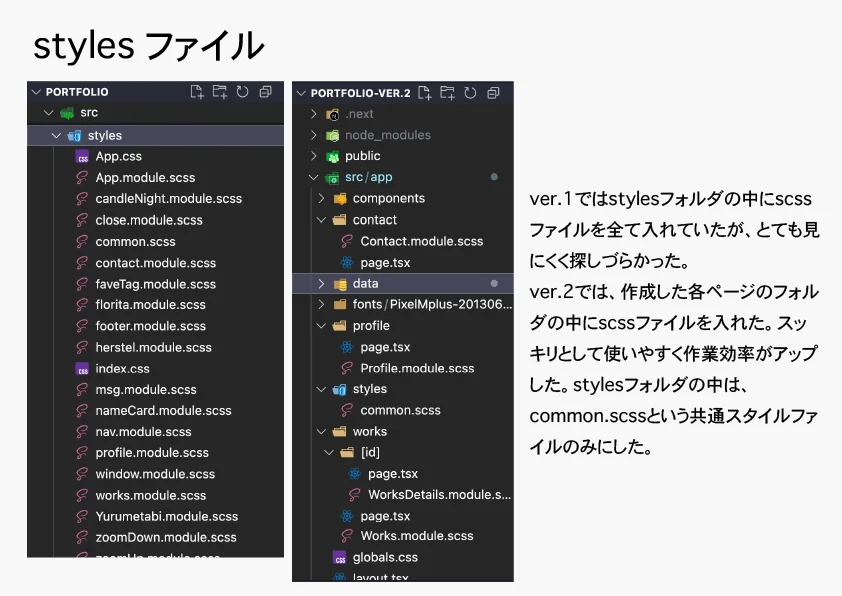 styles ファイル
PORTFOLIO
src
styles
App.css
App.module.scss
candleNight.module.scss
close.module.scss
common.scss
contact.module.scss
faveTag.module.scss
florita.module.scss
footer.module.scss
herstel.module.scss
index.css
msg.module.scss
nameCard.module.scss
nav.module.scss
profile.module.scss
window.module.scss
works.module.scss
Yurumetabi.module.scss
zoomDown.module.scss
zoomUp.module.scss
PORTFOLIO-VER.2
.next
node_modules
public
src/app
components
contact
Contact.module.scss
page.tsx
data
fonts/PixelMplus-201306...
profile
page.tsx
Profile.module.scss
styles
common.scss
works
[id]
page.tsx
WorksDetails.module.s...
page.tsx
Works.module.scss
globals.css
layout.tsx
ver.1ではstylesフォルダの中にscss
ファイルを全て入れていたが、とても見
にくく探しづらかった。
ver.2では、作成した各ページのフォル
ダの中にscssファイルを入れた。スッ
キリとして使いやすく作業効率がアップ
した。stylesフォルダの中は、
common.scssという共通スタイルファ
イルのみにした。